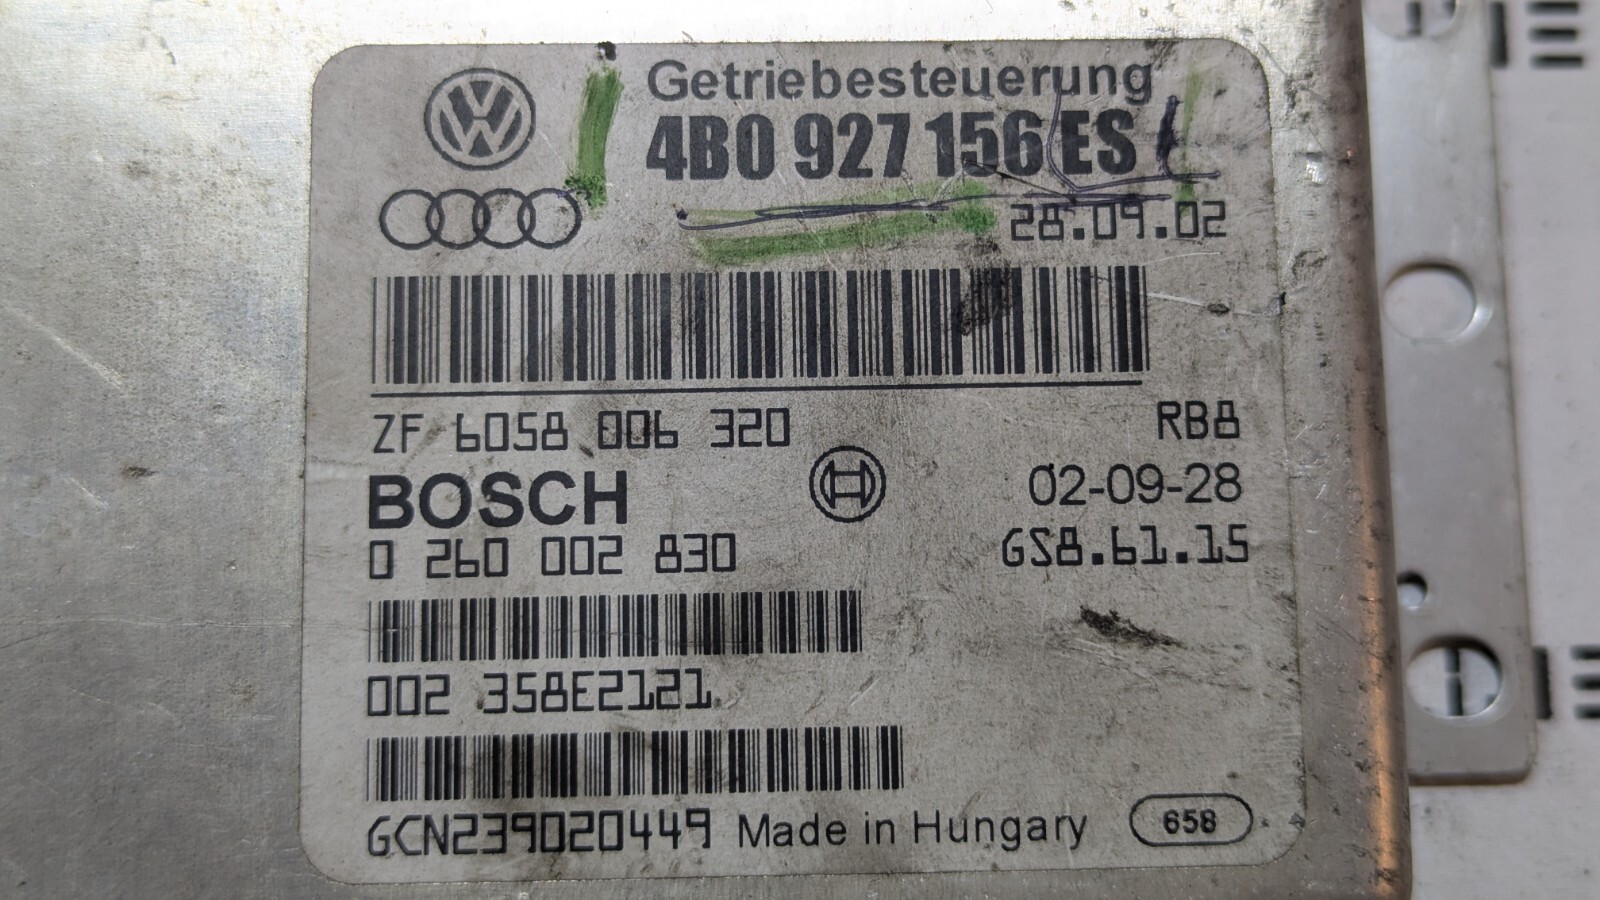 Getriebesteuerung
4B0 927 156 ES
28.09.02
ZF 6058 006 320 RB8
BOSCH 02-09-28
0 260 002 830 GS8.61.15
002 358E2121
GCN239020449 Made in Hungary 658